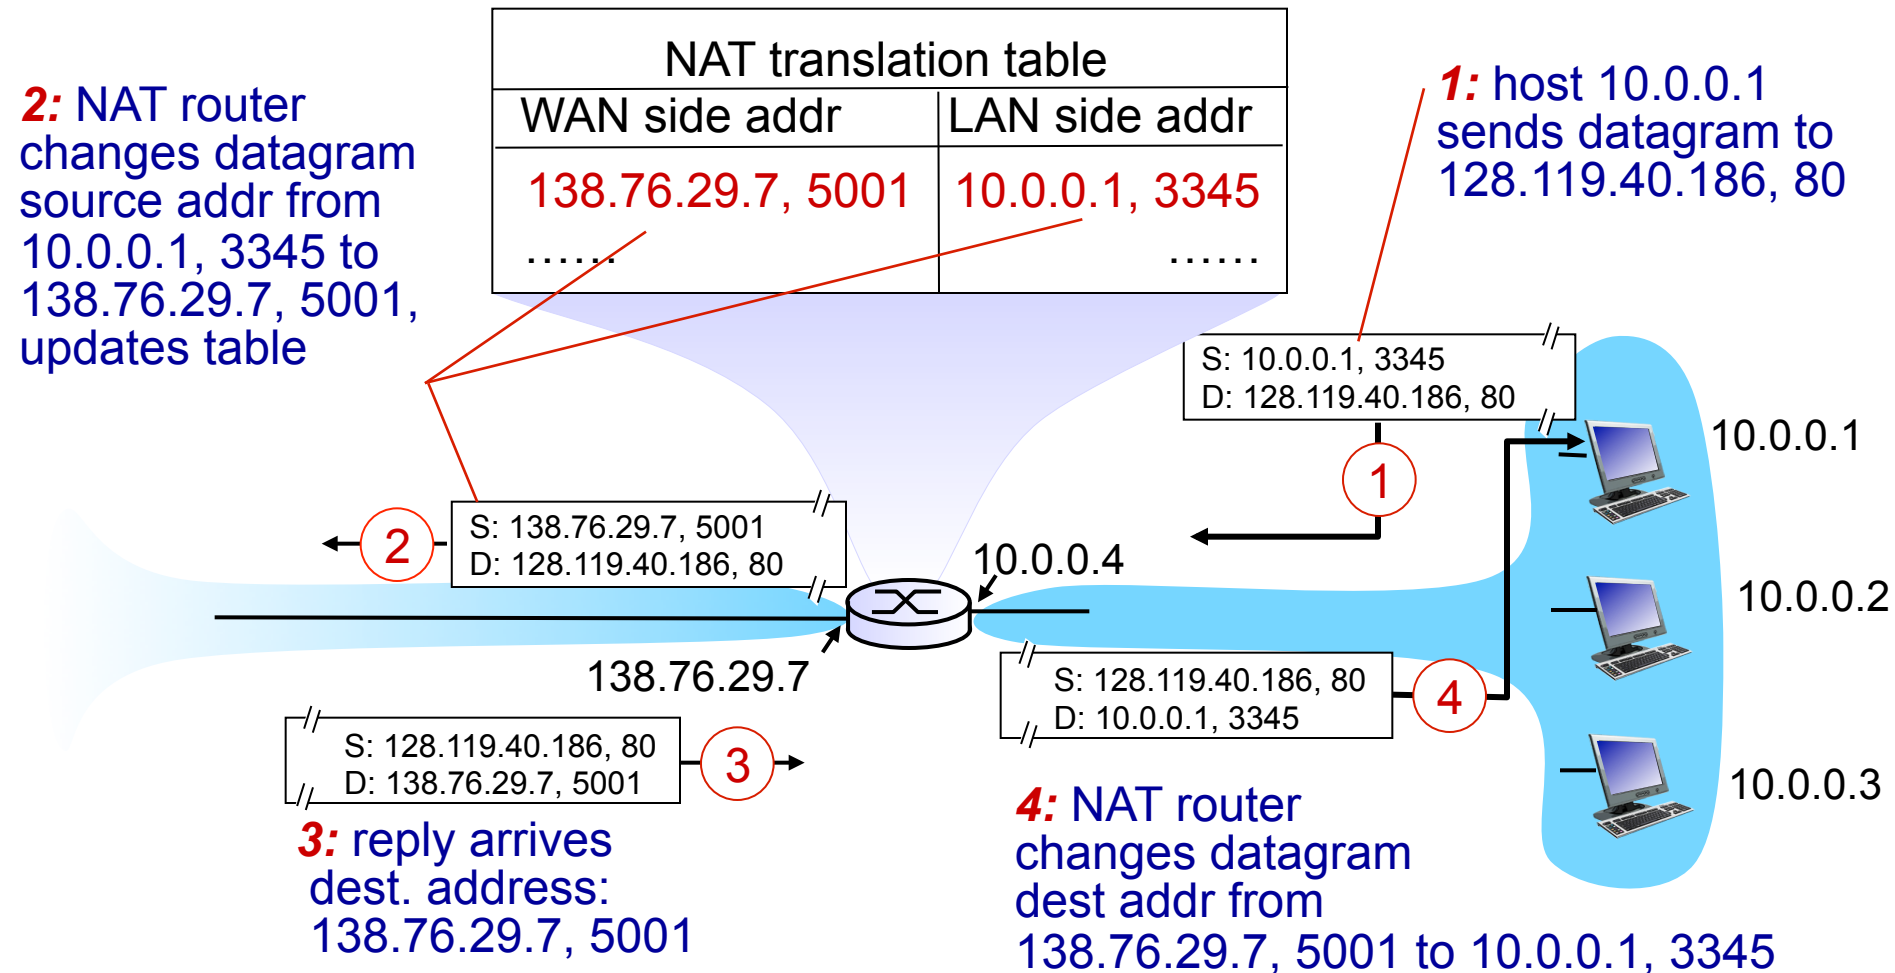 NAT translation table
WAN side addr LAN side addr
138.76.29.7, 5001 10.0.0.1, 3345
...... ......
2: NAT router
changes datagram
source addr from
10.0.0.1, 3345 to
138.76.29.7, 5001,
updates table
1: host 10.0.0.1
sends datagram to
128.119.40.186, 80
S: 10.0.0.1, 3345
D: 128.119.40.186, 80
1
10.0.0.1
2
S: 138.76.29.7, 5001
D: 128.119.40.186, 80
10.0.0.4
10.0.0.2
138.76.29.7
S: 128.119.40.186, 80
D: 10.0.0.1, 3345
4
S: 128.119.40.186, 80
D: 138.76.29.7, 5001
3
10.0.0.3
3: reply arrives
dest. address:
138.76.29.7, 5001
4: NAT router
changes datagram
dest addr from
138.76.29.7, 5001 to 10.0.0.1, 3345